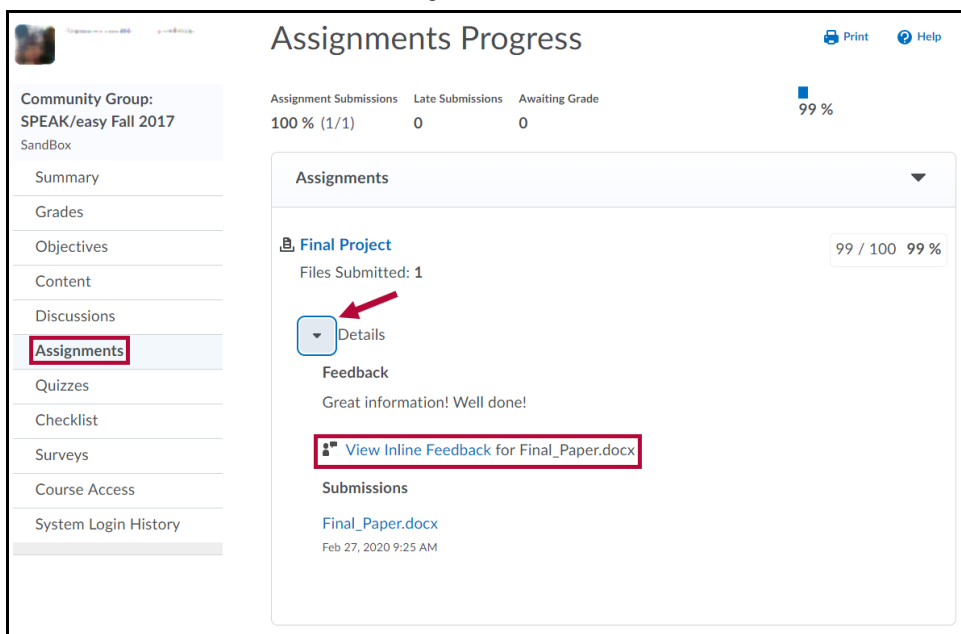 Assignments Progress
Print
Help
Community Group:
SPEAK/easy Fall 2017
SandBox
Summary
Grades
Objectives
Content
Discussions
Assignments
Quizzes
Checklist
Surveys
Course Access
System Login History
Assignment Submissions Late Submissions Awaiting Grade
100 % (1/1) 0 0
99 %
Assignments
Final Project
99 / 100 99 %
Files Submitted: 1
Details
Feedback
Great information! Well done!
View Inline Feedback for Final_Paper.docx
Submissions
Final_Paper.docx
Feb 27, 2020 9:25 AM